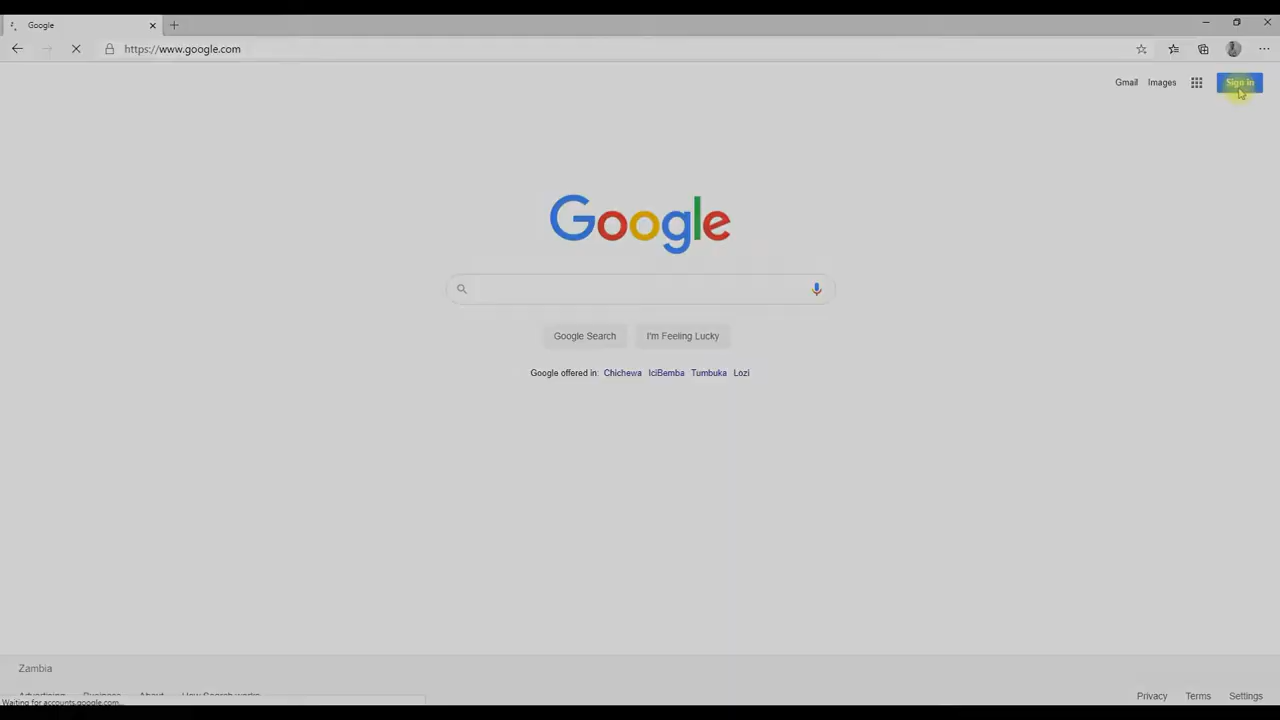 Google
https://www.google.com
Gmail Images Sign in
Google
Google Search I'm Feeling Lucky
Google offered in: Chichewa IciBemba Tumbuka Lozi
Zambia
Advertising Business About How Search works Privacy Terms Settings
Waiting for accounts.google.com...